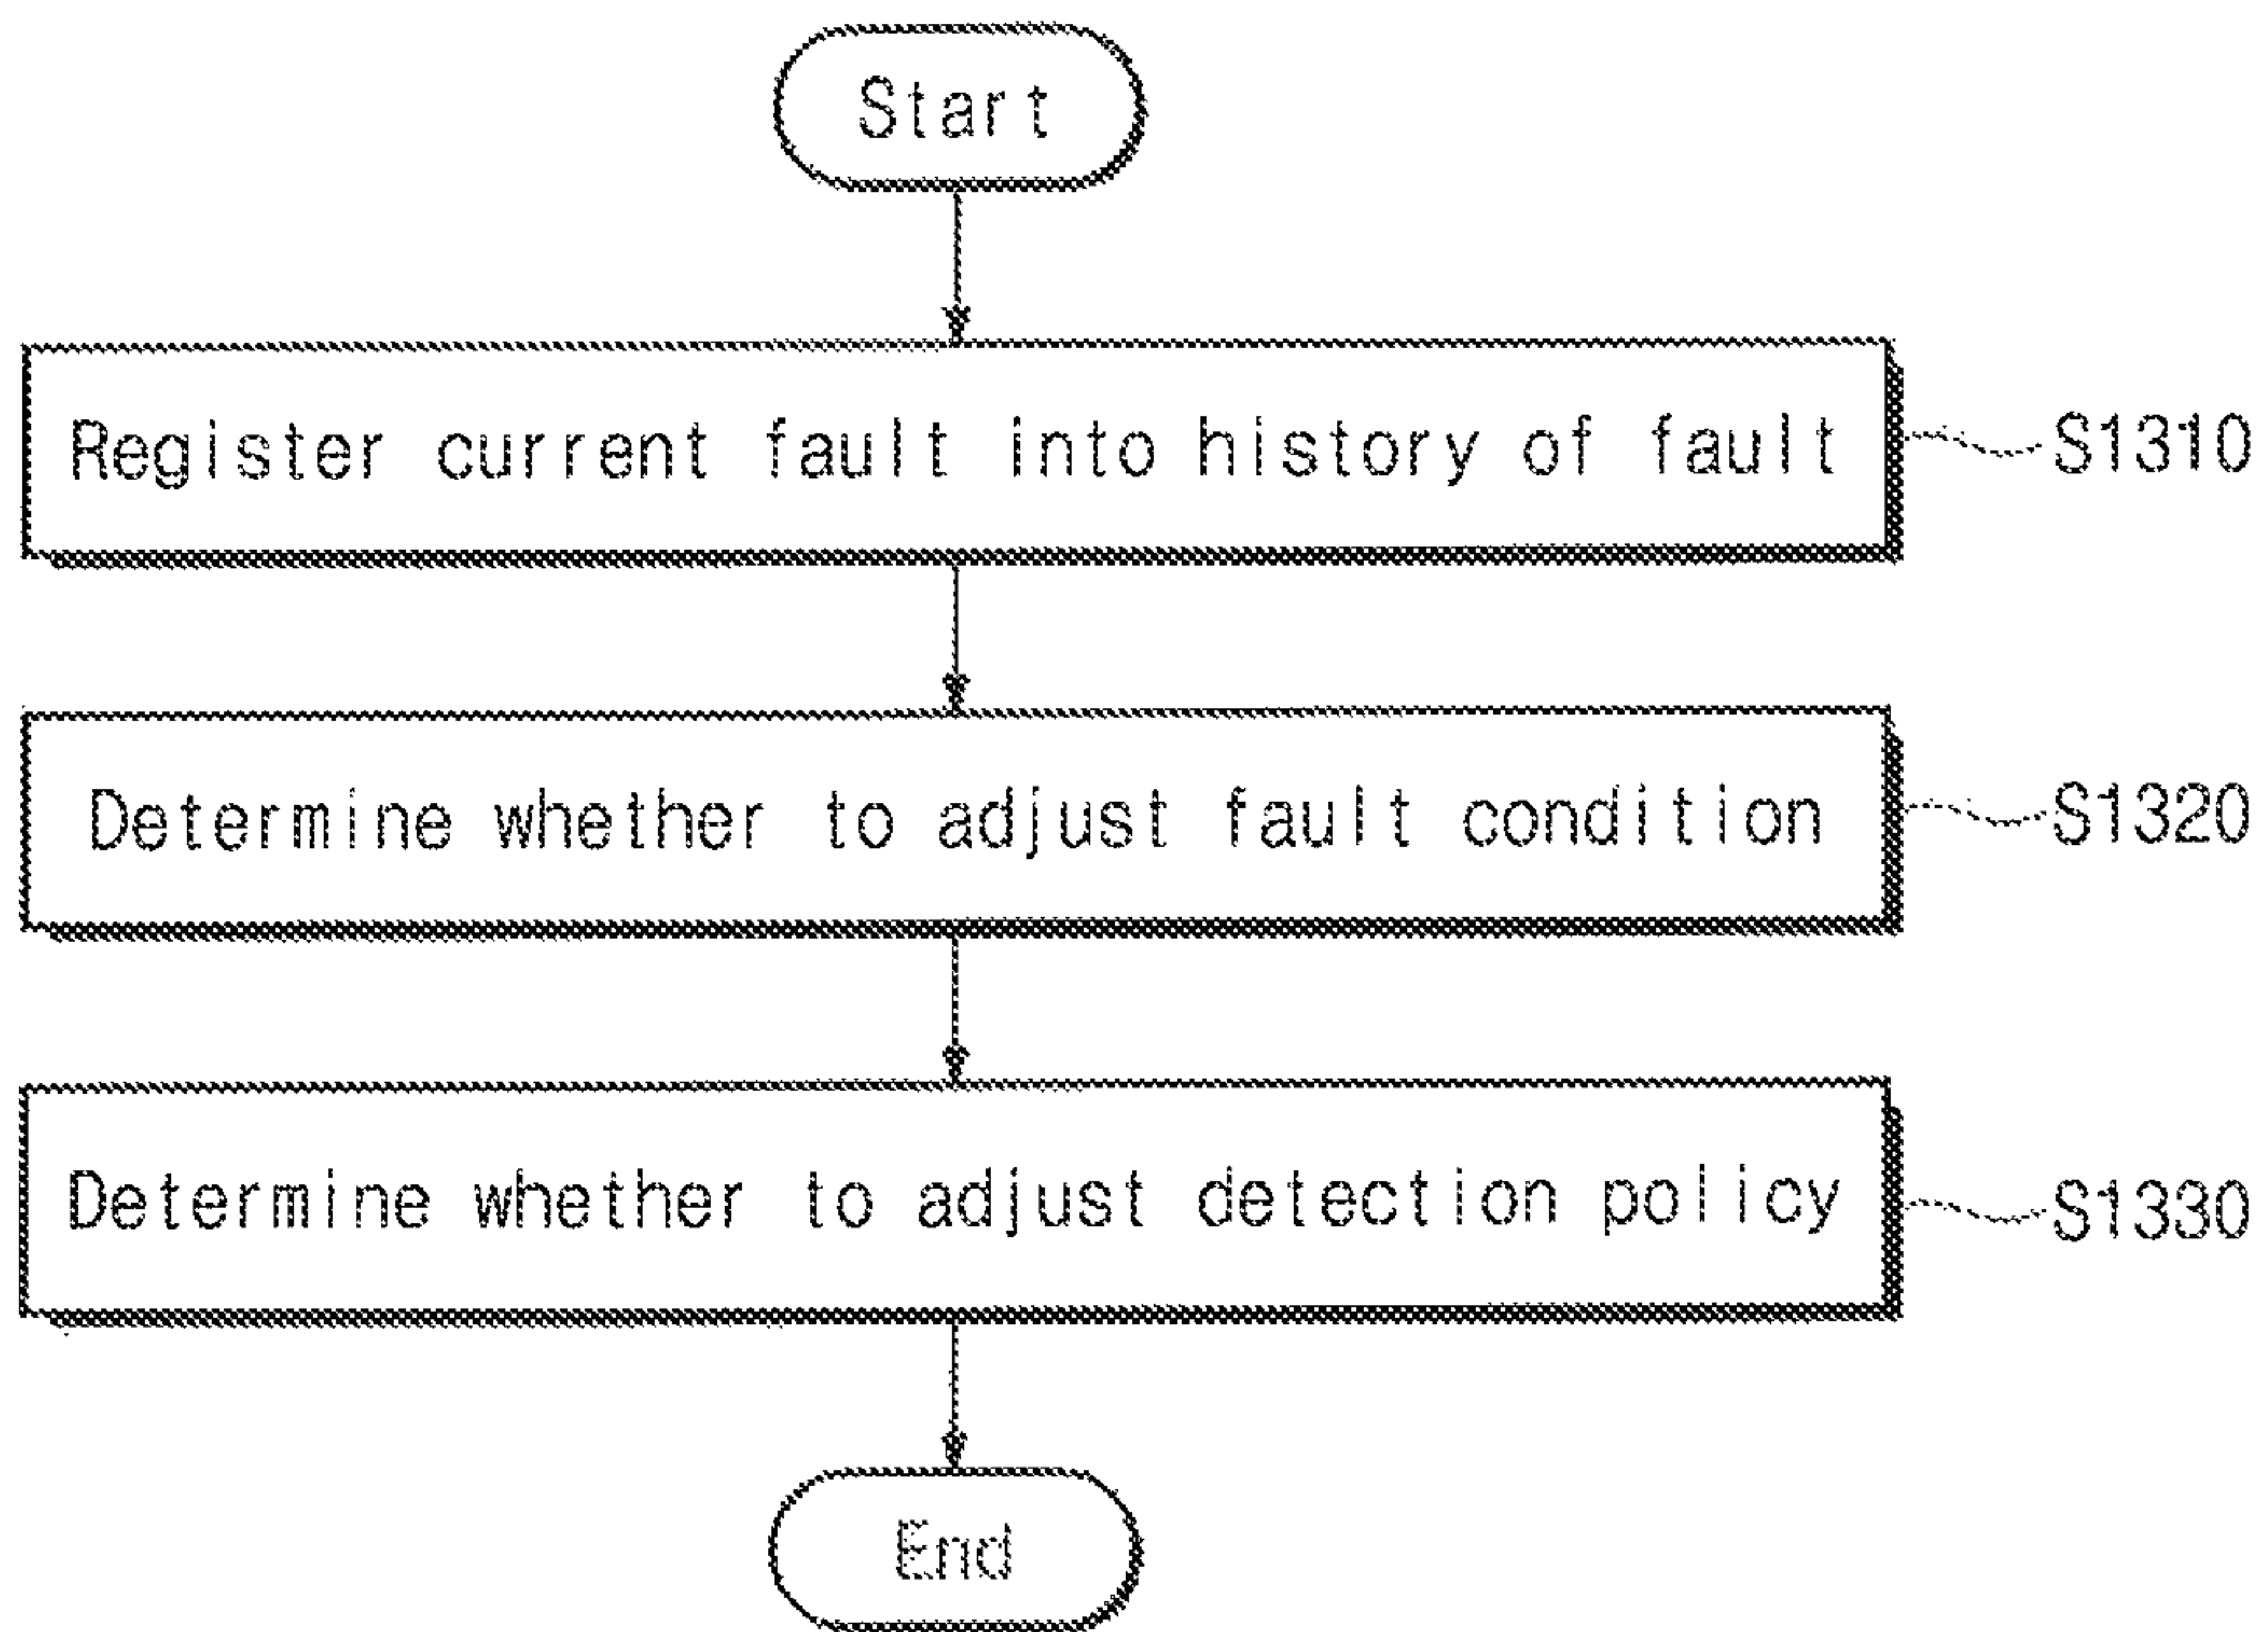 Start
Register current fault into history of fault
S1310
Determine whether to adjust fault condition
S1320
Determine whether to adjust detection policy
S1330
End